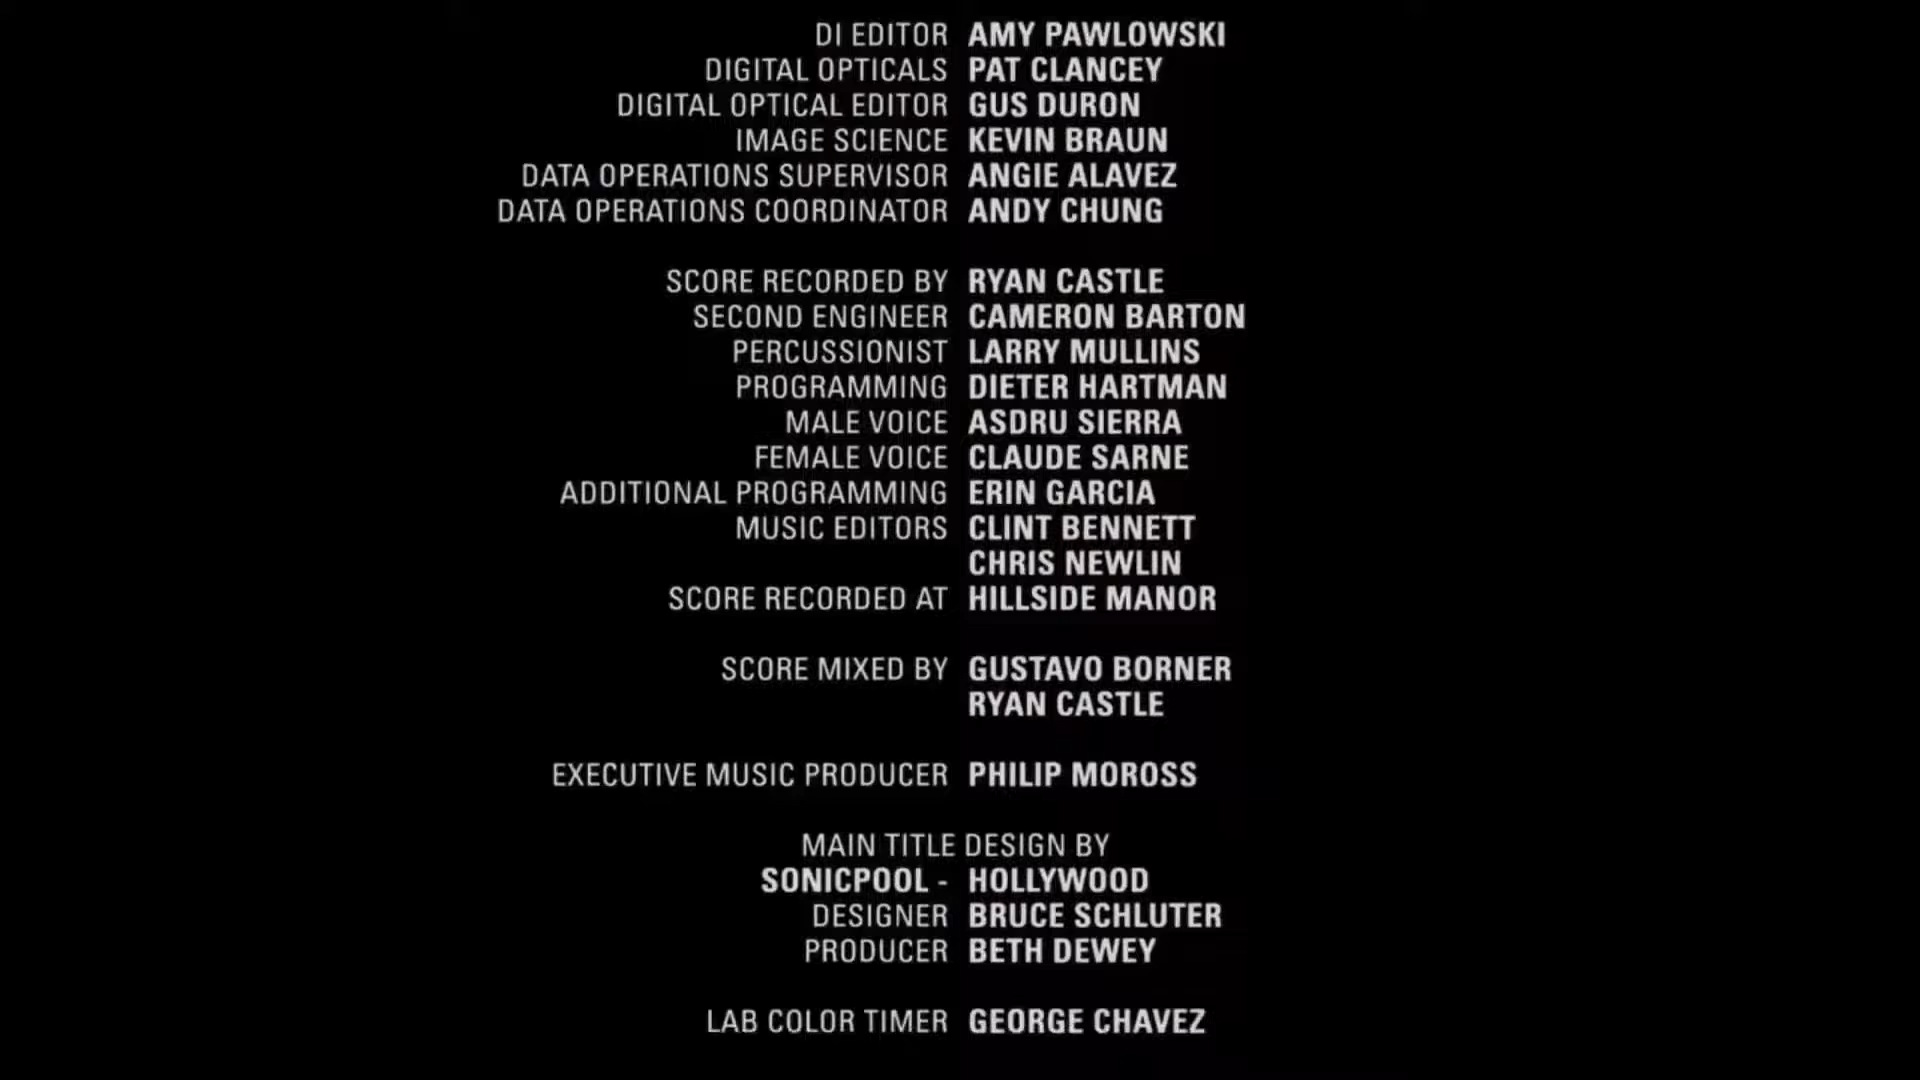 DI EDITOR AMY PAWLOWSKI
DIGITAL OPTICALS PAT CLANCEY
DIGITAL OPTICAL EDITOR GUS DURON
IMAGE SCIENCE KEVIN BRAUN
DATA OPERATIONS SUPERVISOR ANGIE ALAVEZ
DATA OPERATIONS COORDINATOR ANDY CHUNG
SCORE RECORDED BY RYAN CASTLE
SECOND ENGINEER CAMERON BARTON
PERCUSSIONIST LARRY MULLINS
PROGRAMMING DIETER HARTMAN
MALE VOICE ASDRU SIERRA
FEMALE VOICE CLAUDE SARNE
ADDITIONAL PROGRAMMING ERIN GARCIA
MUSIC EDITORS CLINT BENNETT
CHRIS NEWLIN
SCORE RECORDED AT HILLSIDE MANOR
SCORE MIXED BY GUSTAVO BORNER
RYAN CASTLE
EXECUTIVE MUSIC PRODUCER PHILIP MOROSS
MAIN TITLE DESIGN BY
SONICPOOL - HOLLYWOOD
DESIGNER BRUCE SCHLUTER
PRODUCER BETH DEWEY
LAB COLOR TIMER GEORGE CHAVEZ